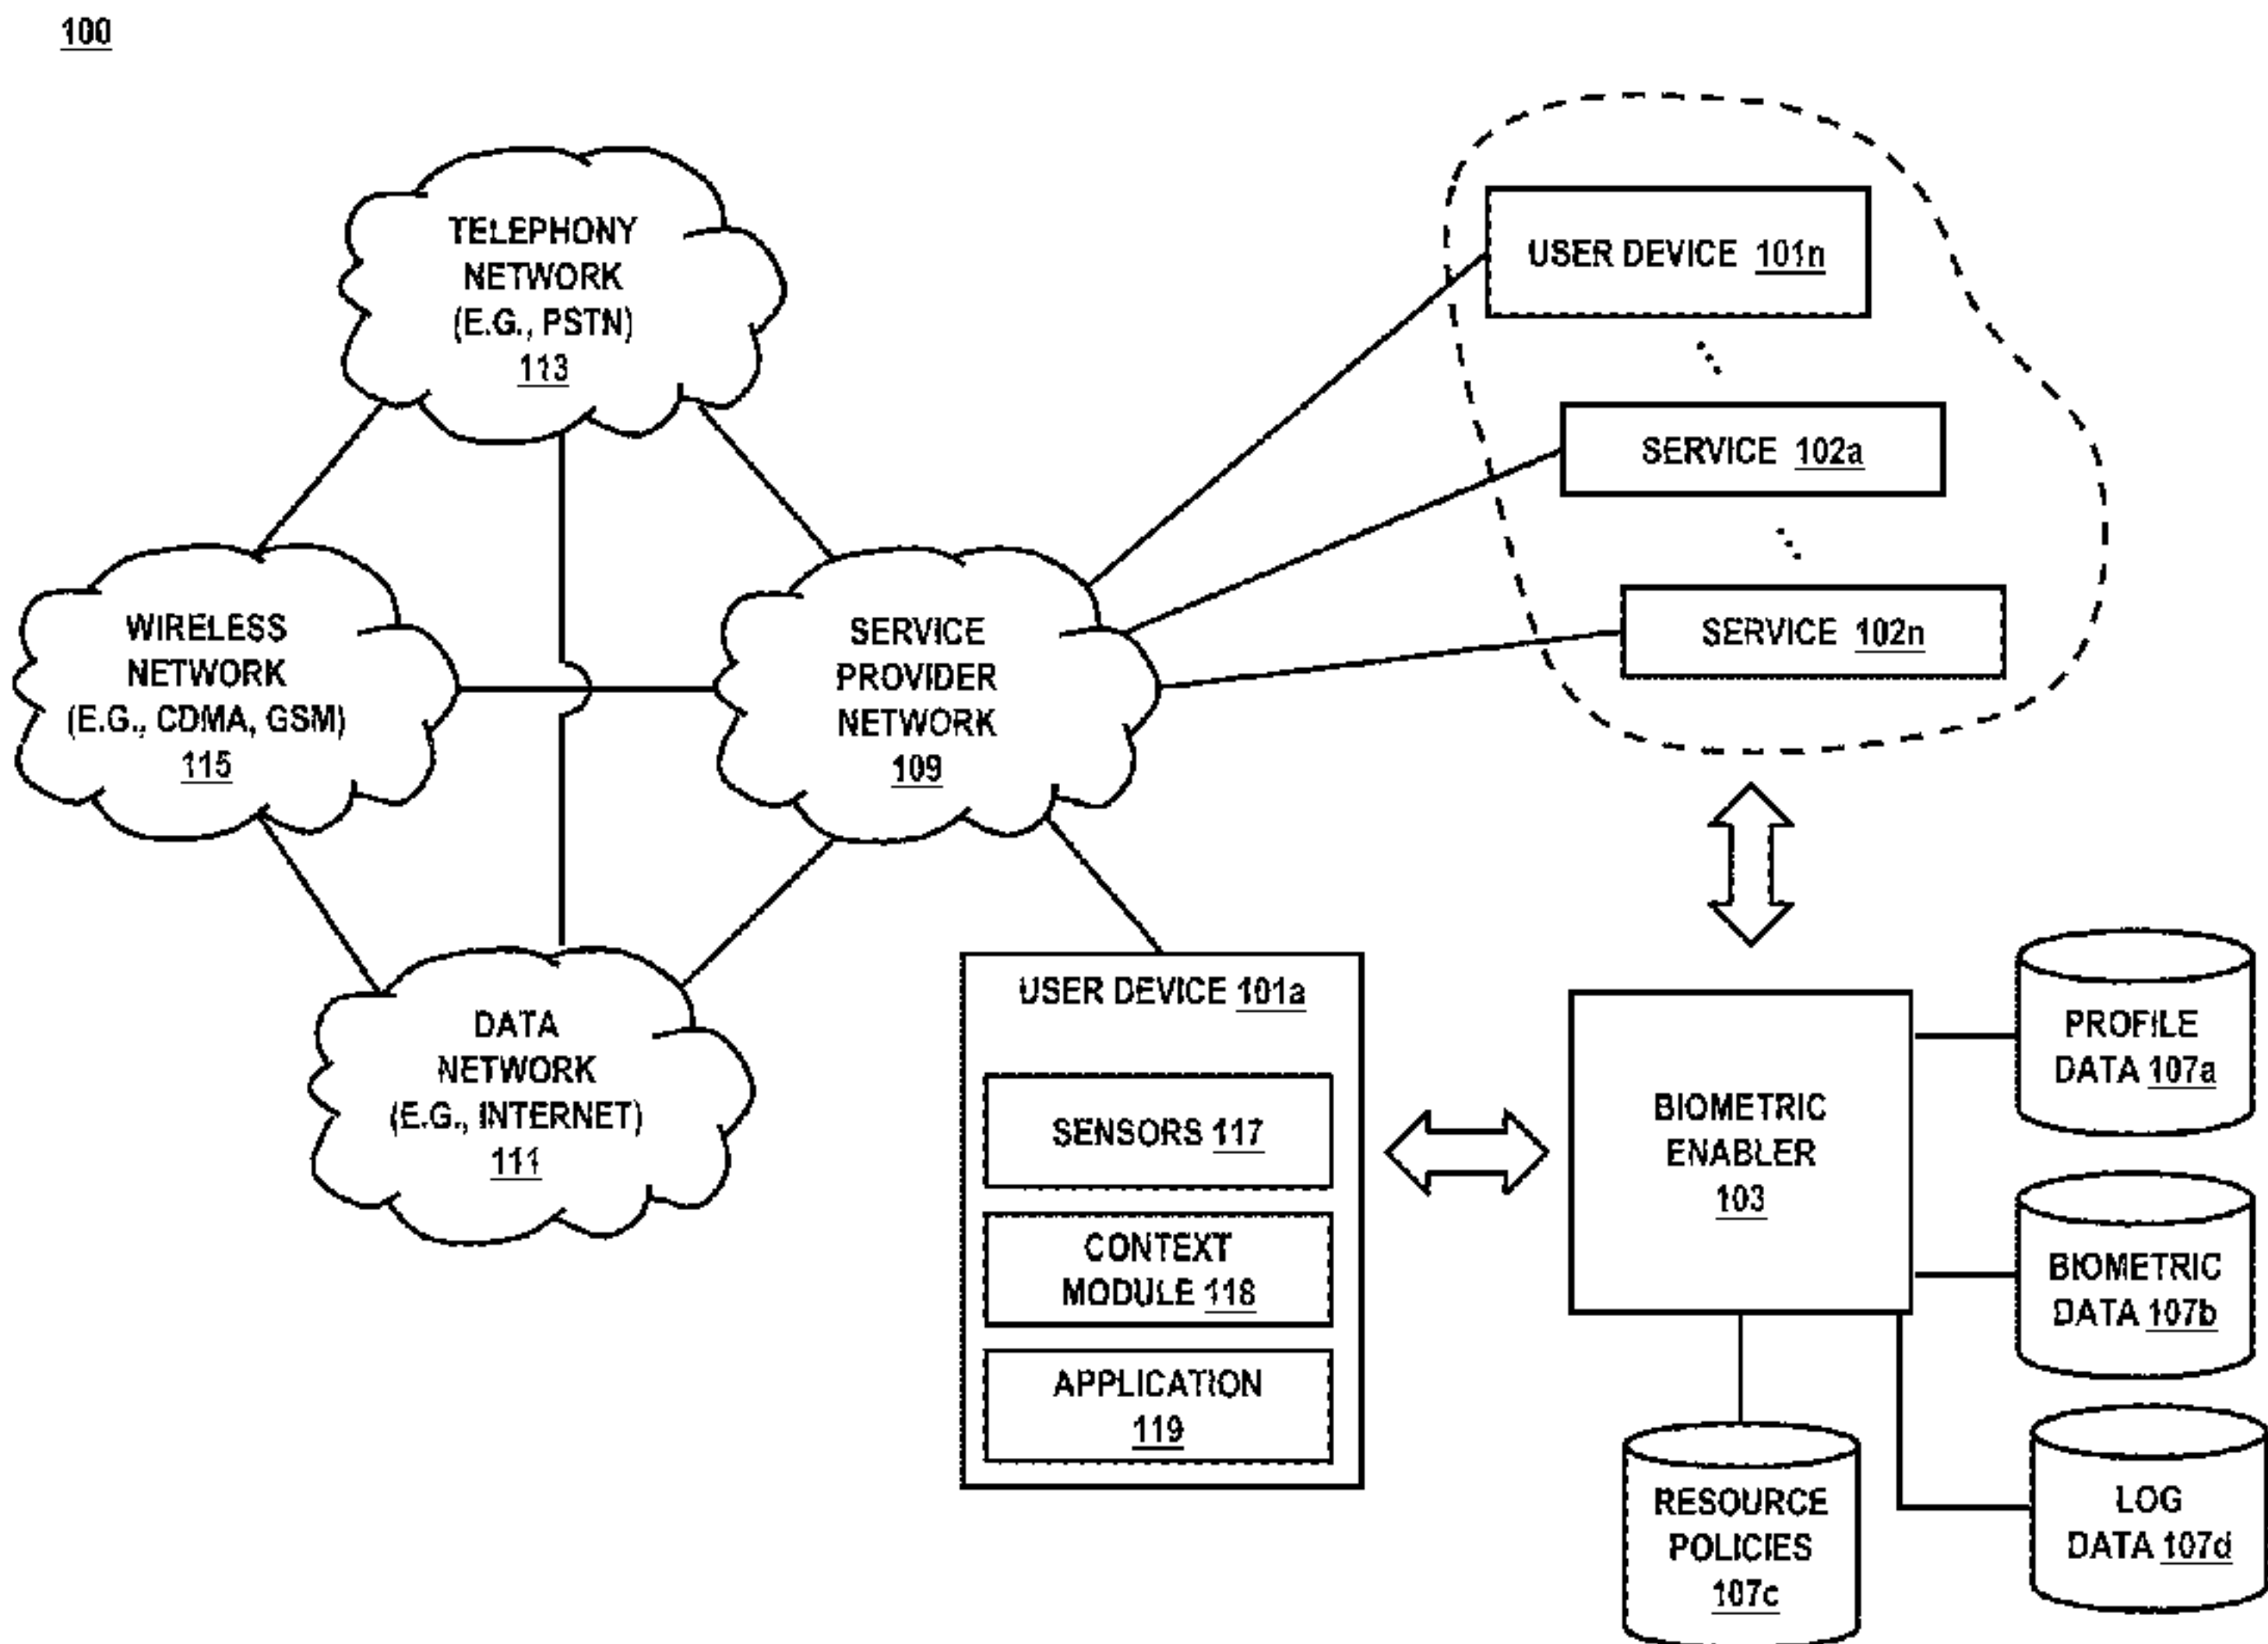 100
TELEPHONY
NETWORK
(E.G., PSTN)
113
USER DEVICE 101n
SERVICE 102a
SERVICE 102n
WIRELESS
NETWORK
(E.G., CDMA, GSM)
115
SERVICE
PROVIDER
NETWORK
109
DATA
NETWORK
(E.G., INTERNET)
111
USER DEVICE 101a
SENSORS 117
CONTEXT
MODULE 118
APPLICATION
119
BIOMETRIC
ENABLER
103
PROFILE
DATA 107a
BIOMETRIC
DATA 107b
RESOURCE
POLICIES
107c
LOG
DATA 107d